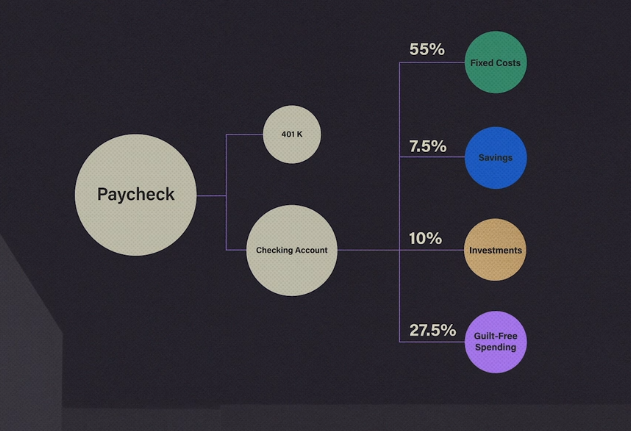 Paycheck
401 K
Checking Account
55%
Fixed Costs
7.5%
Savings
10%
Investments
27.5%
Guilt-Free
Spending